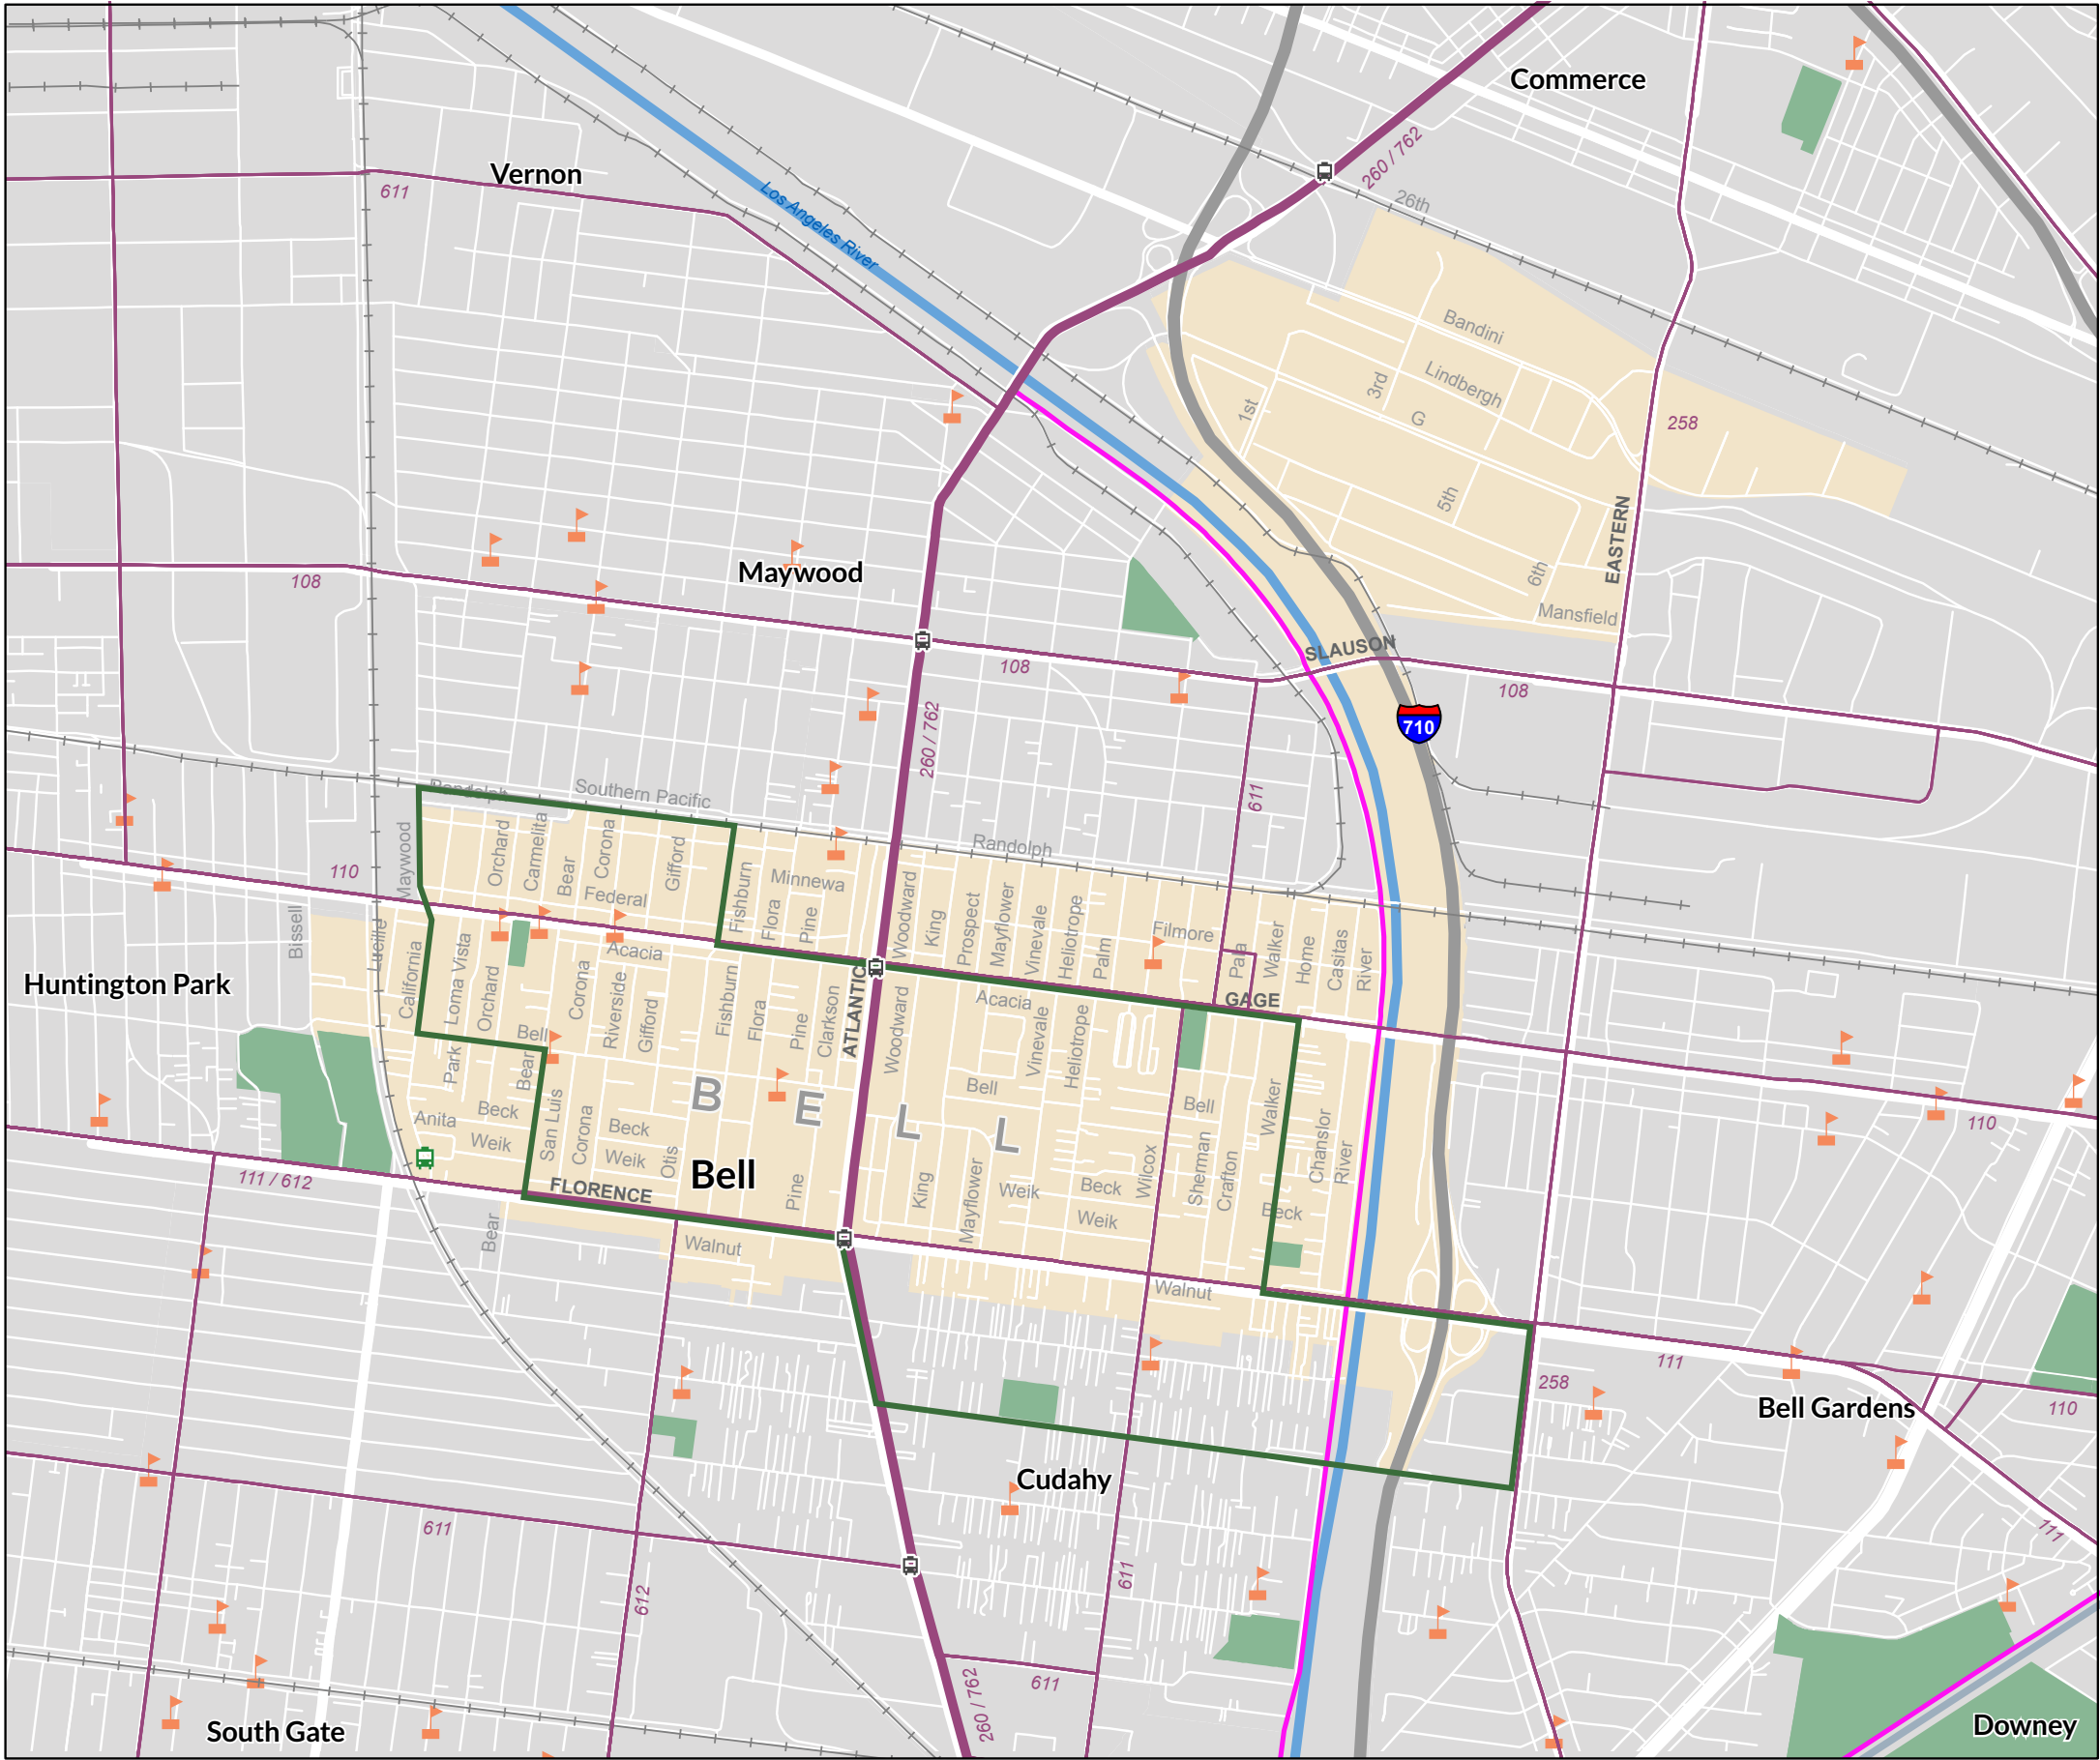 Commerce
260 / 762
Vernon
611
26th
Los Angeles River
Bandini
Lindbergh
3rd
1st
G
258
5th
EASTERN
6th
Maywood
108
Mansfield
SLAUSON
108
108
260 / 762
710
611
Randolph
Southern Pacific
Randolph
110
Maywood
Orchard
Carmelita
Bear
Corona
Gifford
Federal
Fishburn
Minnewa
Flora
Pine
Woodward
King
Prospect
Mayflower
Vinevale
Heliotrope
Palm
Filmore
Pala
Walker
Home
Casitas
River
Bissell
Lucille
California
Loma Vista
Orchard
Acacia
Corona
Riverside
Gifford
Fishburn
Flora
Pine
Clarkson
ATLANTIC
Woodward
Acacia
Vinevale
Heliotrope
GAGE
Huntington Park
Bell
Park
Bear
BELL
Bell
Bell
Walker
Anita
Beck
Weik
San Luis
Corona
Beck
Weik
Otis
Bell
Pine
King
Mayflower
Weik
Beck
Weik
Wilcox
Sherman
Crafton
Chanslor
River
Beck
110
111 / 612
FLORENCE
Bear
Walnut
Walnut
111
258
Bell Gardens
110
Cudahy
611
612
611
111
611
260 / 762
South Gate
Downey